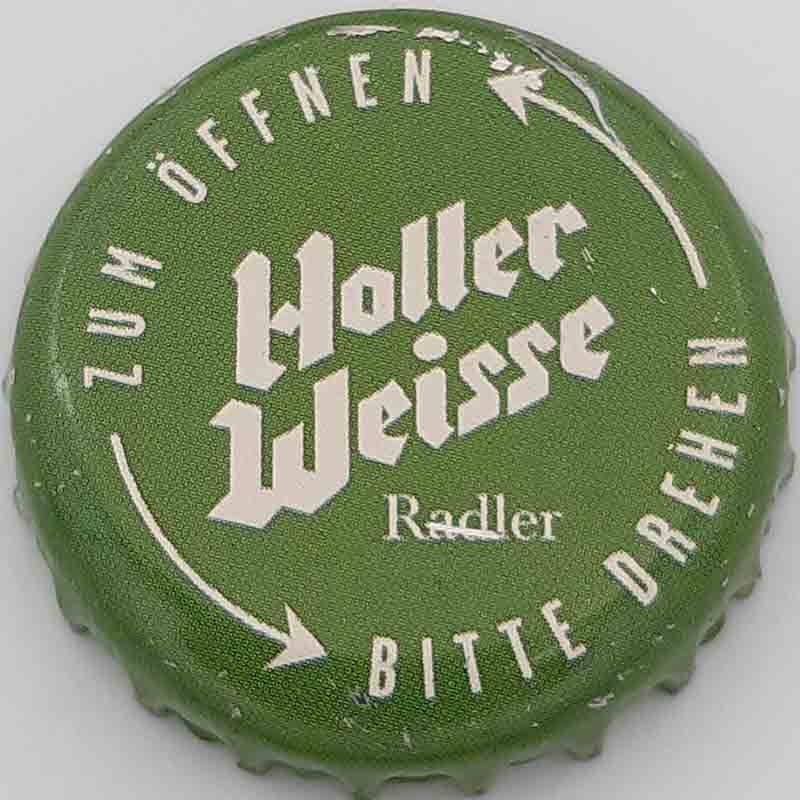 ZUM ÖFFNEN
Holler
Weisse
Radler
BITTE DREHEN